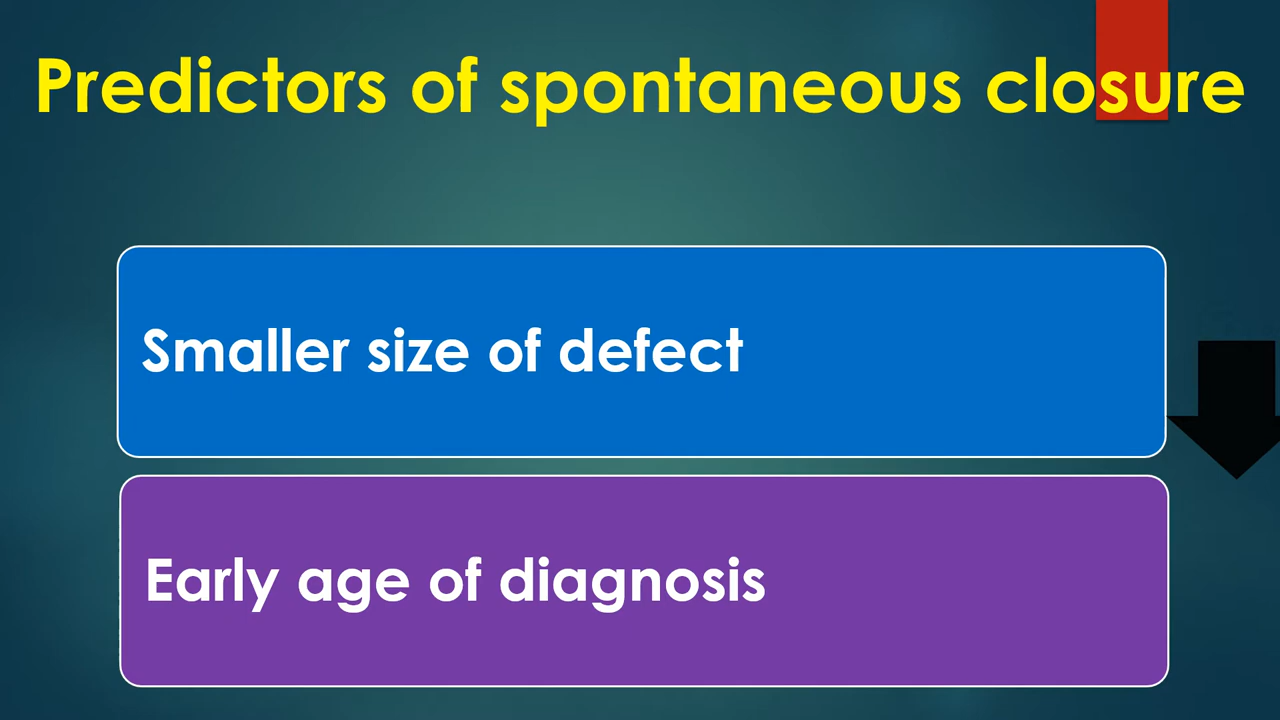 Predictors of spontaneous closure
Smaller size of defect
Early age of diagnosis